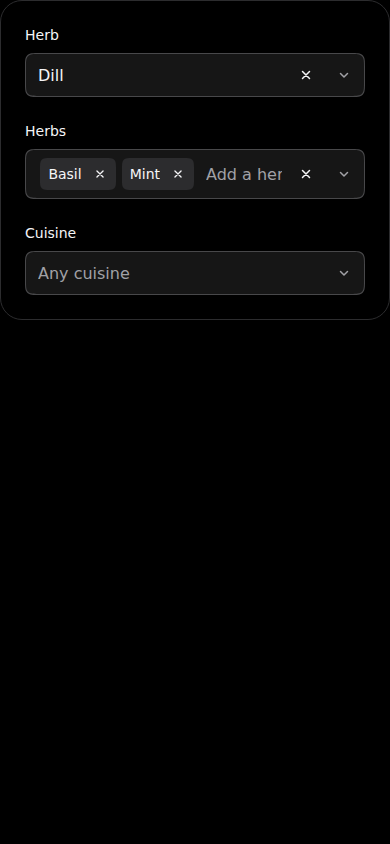 Herb
Dill
Herbs
Basil Mint Add a her
Cuisine
Any cuisine